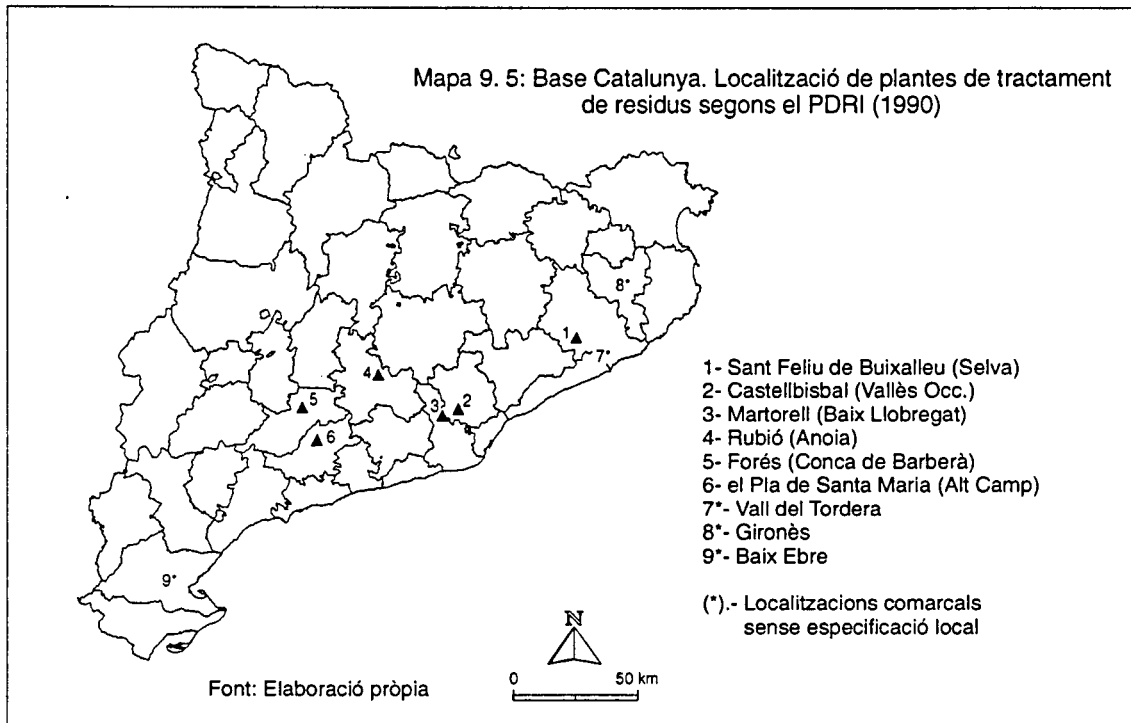 Mapa 9. 5: Base Catalunya. Localització de plantes de tractament
de residus segons el PDRI (1990)
8*
1
7*
4
5
3
2
6
9*
1- Sant Feliu de Buixalleu (Selva)
2- Castellbisbal (Vallès Occ.)
3- Martorell (Baix Llobregat)
4- Rubió (Anoia)
5- Forés (Conca de Barberà)
6- el Pla de Santa Maria (Alt Camp)
7*- Vall del Tordera
8*- Gironès
9*- Baix Ebre
(*).- Localitzacions comarcals
sense especificació local
N
0 50 km
Font: Elaboració pròpia